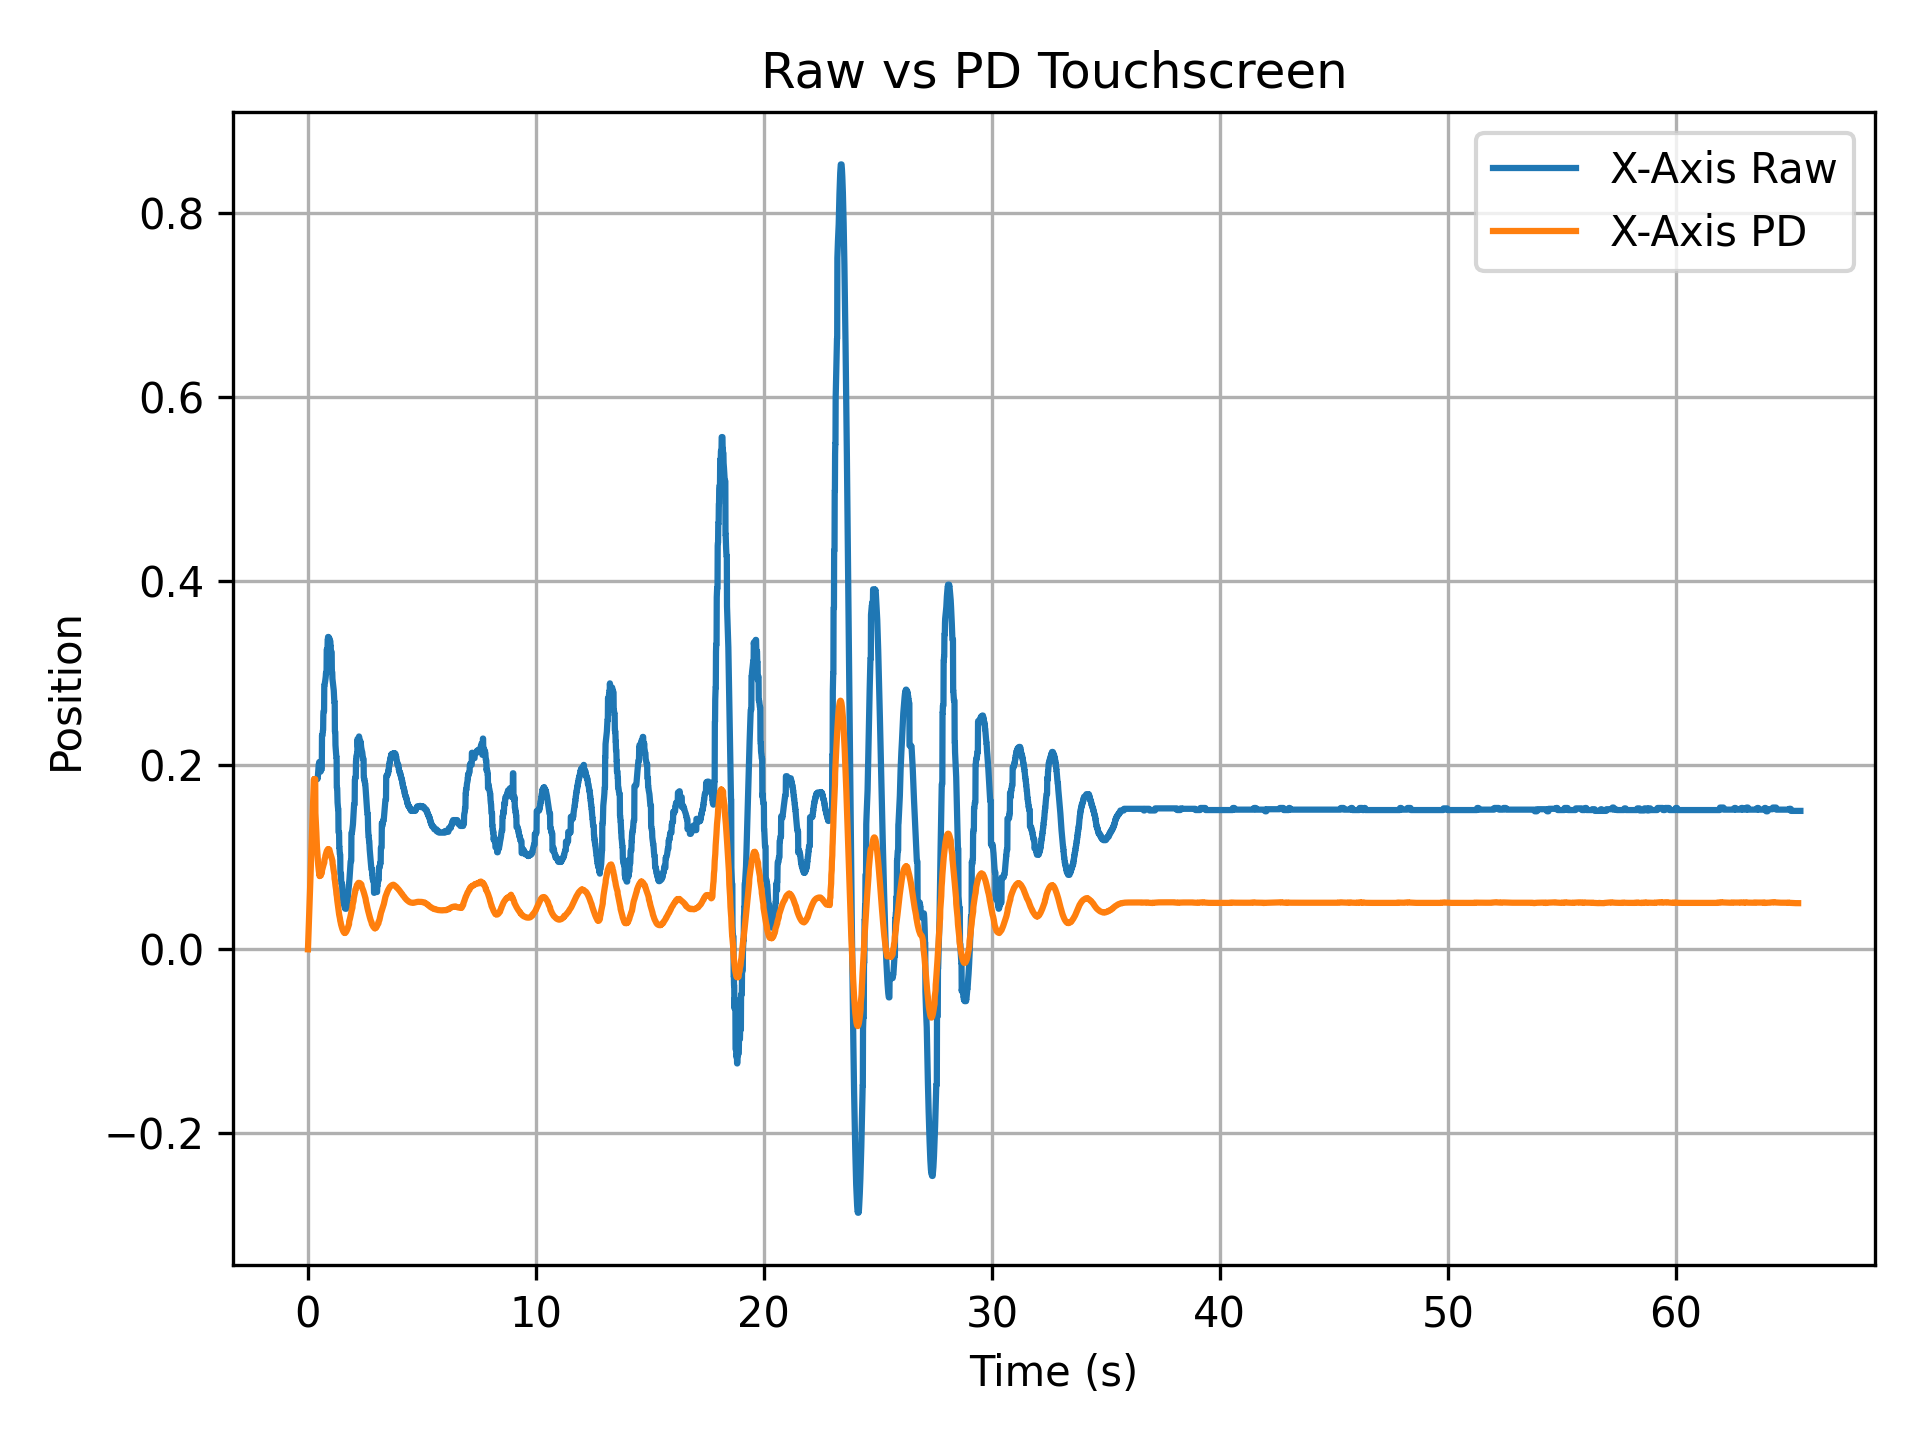 Raw vs PD Touchscreen
X-Axis Raw
X-Axis PD
Position
0.8
0.6
0.4
0.2
0.0
−0.2
0 10 20 30 40 50 60
Time (s)